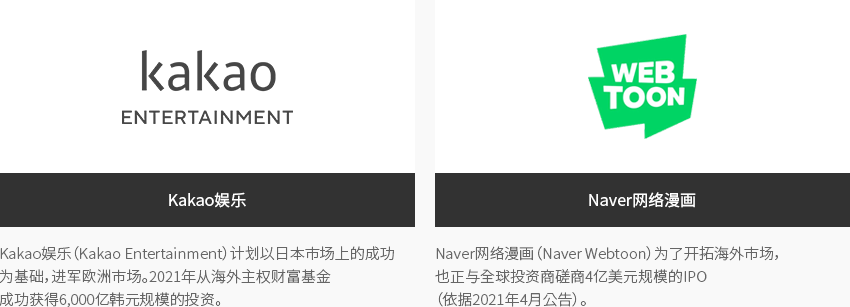 kakao
ENTERTAINMENT
Kakao娱乐
Kakao娱乐（Kakao Entertainment）计划以日本市场上的成功
为基础，进军欧洲市场。2021年从海外主权财富基金
成功获得6,000亿韩元规模的投资。
WEB
TOON
Naver网络漫画
Naver网络漫画（Naver Webtoon）为了开拓海外市场，
也正与全球投资商磋商4亿美元规模的IPO
（依据2021年4月公告）。